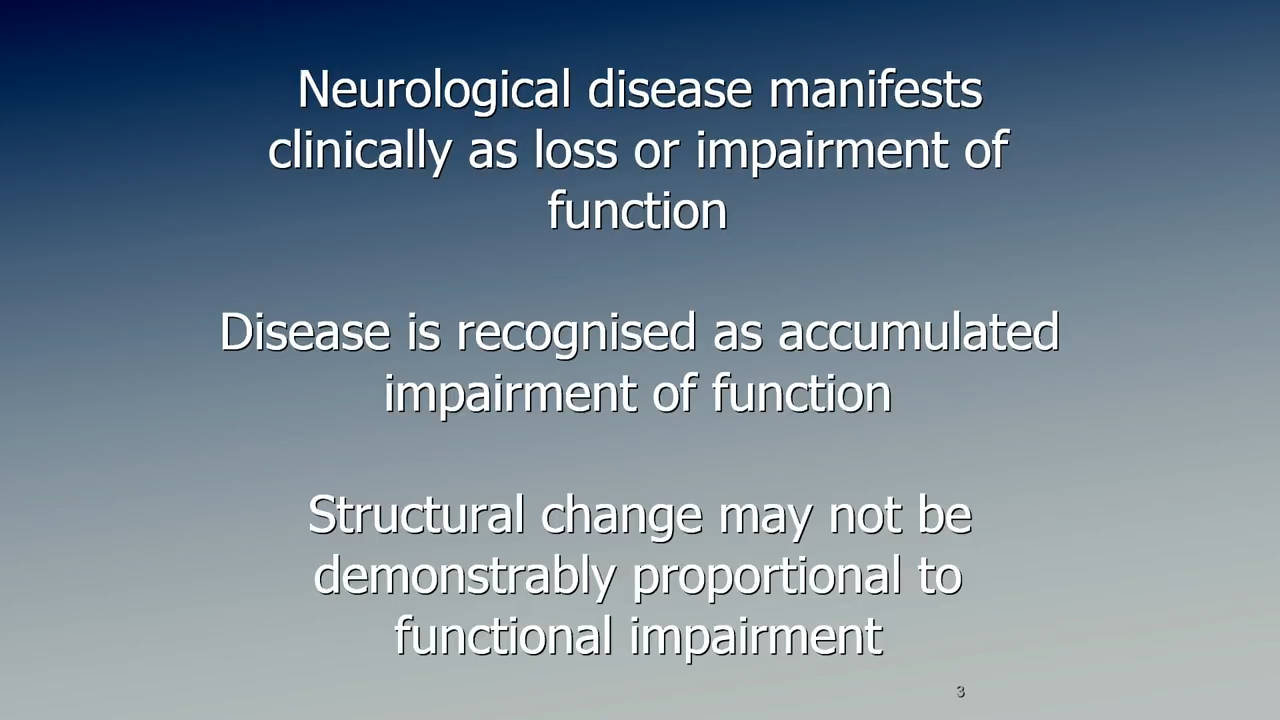 Neurological disease manifests
clinically as loss or impairment of
function
Disease is recognised as accumulated
impairment of function
Structural change may not be
demonstrably proportional to
functional impairment
3